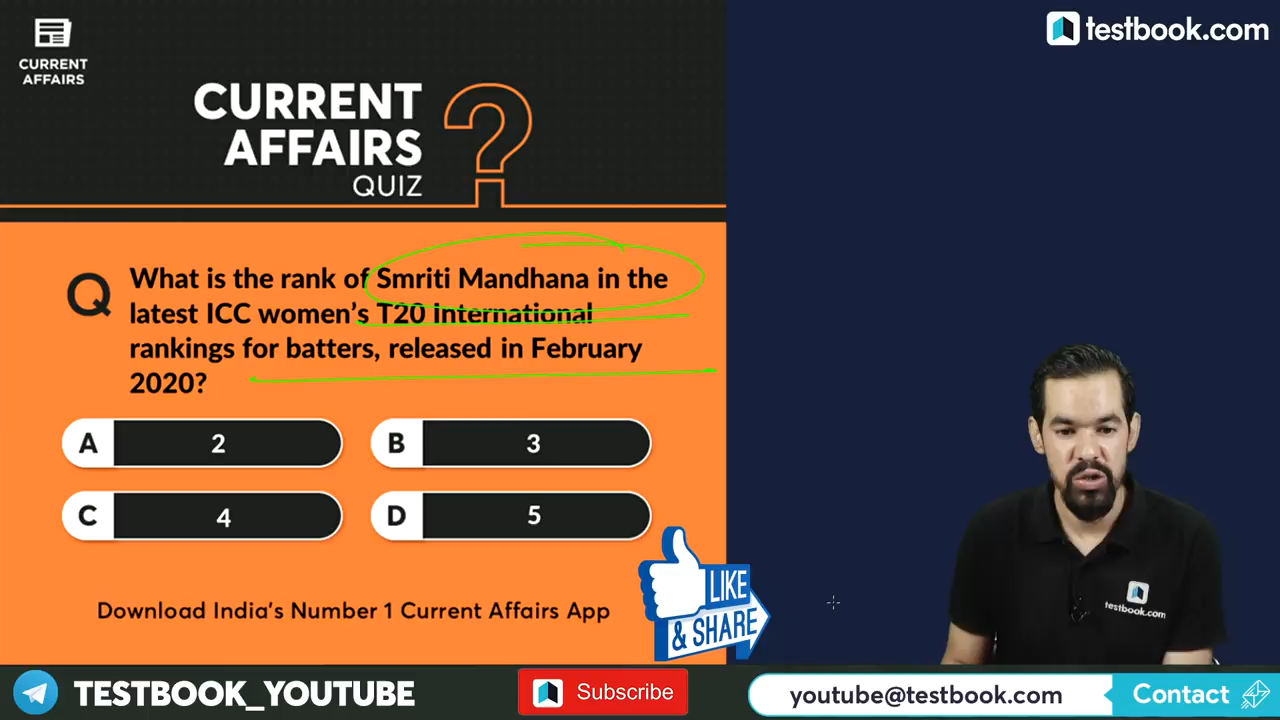 CURRENT
AFFAIRS
testbook.com
CURRENT
AFFAIRS
QUIZ
?
Q
What is the rank of Smriti Mandhana in the
latest ICC women's T20 International
rankings for batters, released in February
2020?
A 2
B 3
C 4
D 5
LIKE
& SHARE
Download India's Number 1 Current Affairs App
testbook.com
TESTBOOK_YOUTUBE
Subscribe
youtube@testbook.com
Contact